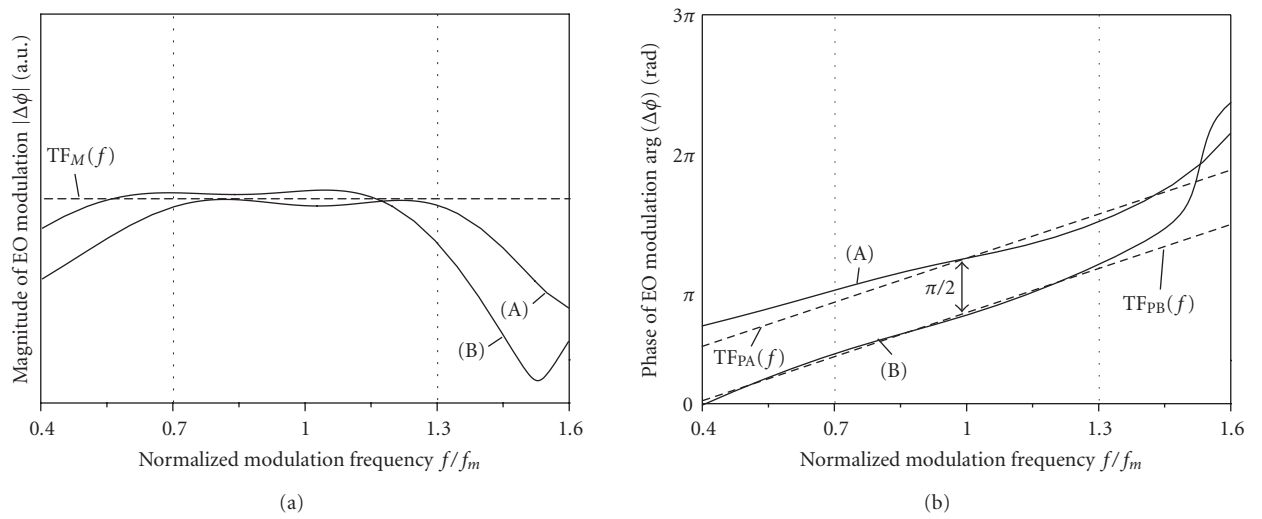 Magnitude of EO modulation |Δϕ| (a.u.)
TF_M(f)
(A)
(B)
0.4 0.7 1 1.3 1.6
Normalized modulation frequency f/f_m
(a)
Phase of EO modulation arg (Δϕ) (rad)
3π
2π
π
0
(A)
π/2
TF_PB(f)
TF_PA(f)
(B)
0.4 0.7 1 1.3 1.6
Normalized modulation frequency f/f_m
(b)